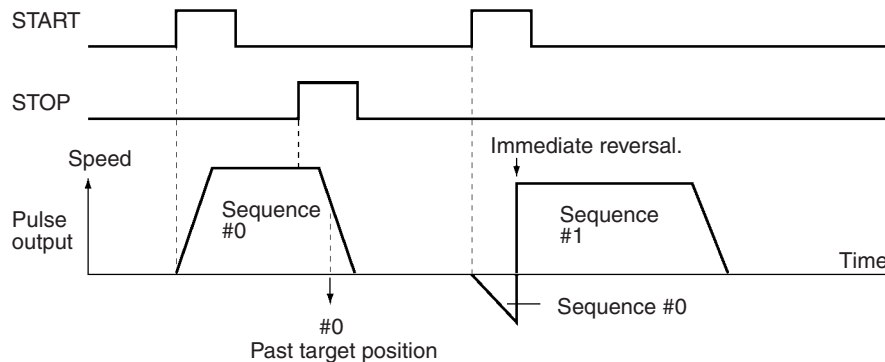 START
STOP
Immediate reversal.
Speed
Pulse
output
Sequence
#0
Sequence
#1
Time
Sequence #0
#0
Past target position